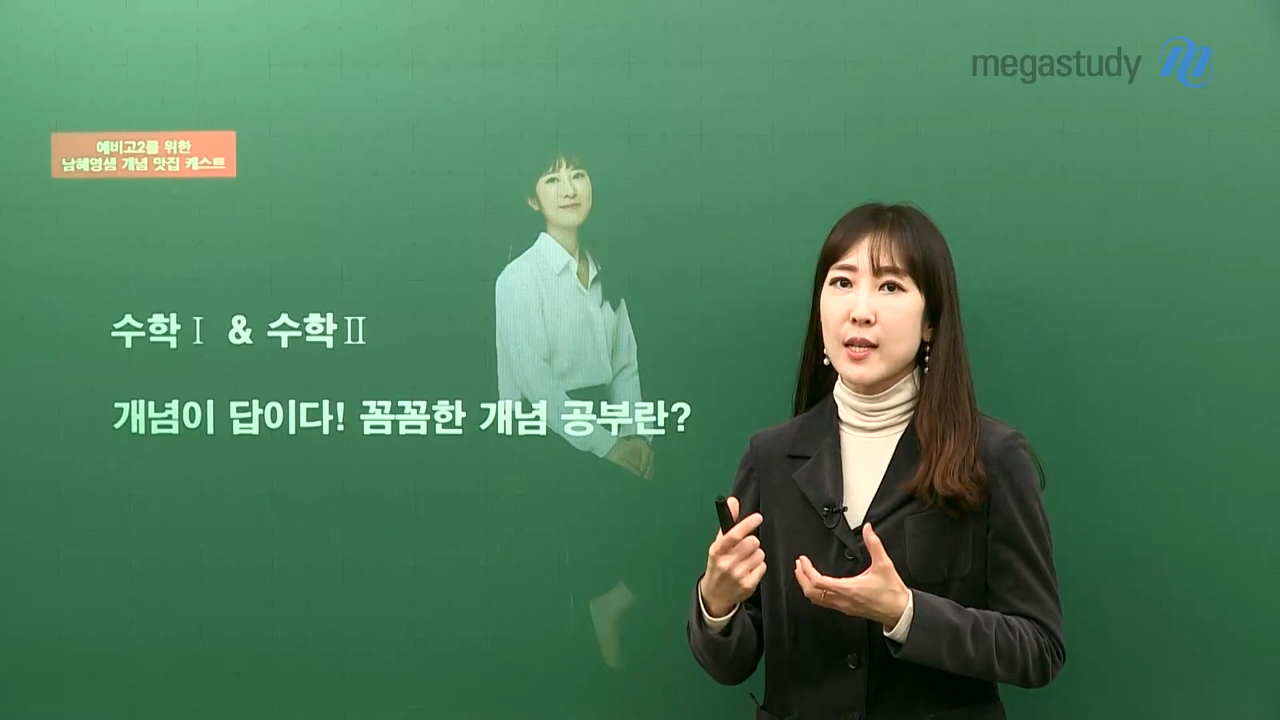 megastudy
예비고2를 위한
남혜영쌤 개념 맛집 캐스트
수학Ⅰ & 수학Ⅱ
개념이 답이다! 꼼꼼한 개념 공부란?